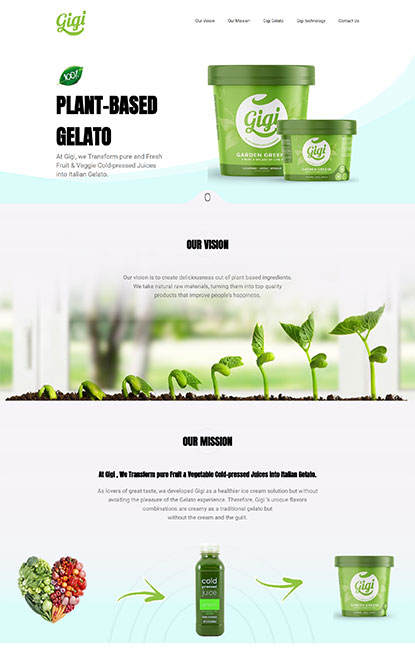 Gigi
Our Vision Our Mission Gigi Gelato Gigi Technology Contact Us
100%
PLANT-BASED
GELATO
At Gigi, we Transform pure and Fresh
Fruit & Veggie Cold-pressed Juices
into Italian Gelato.
Gigi
GARDEN GREEN
Gigi
GARDEN GREEN
OUR VISION
Our vision is to create deliciousness out of plant based ingredients.
We take natural raw materials, turning them into top quality
products that improve people's happiness.
OUR MISSION
At Gigi , We Transform pure Fruit & Vegetable Cold-pressed Juices into Italian Gelato.
As lovers of great taste, we developed Gigi as a healthier ice cream solution but without
avoiding the pleasure of the Gelato experience. Therefore, Gigi 's unique flavors
combinations are creamy as a traditional gelato but
without the cream and the guilt.
cold
pressed
juice
Gigi
GARDEN GREEN